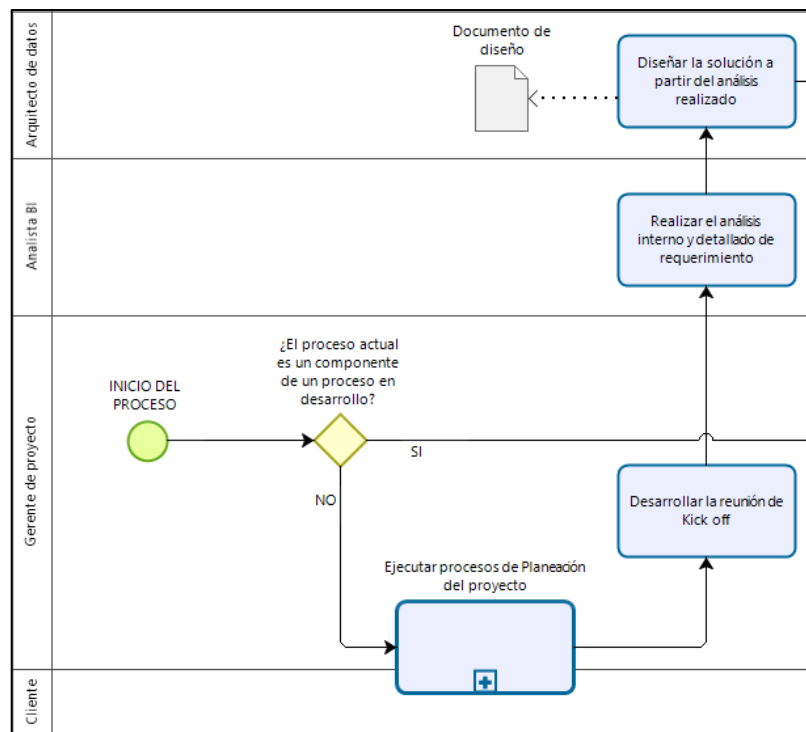 Arquitecto de datos
Documento de
diseño
Diseñar la solución a
partir del análisis
realizado
Analista BI
Realizar el análisis
interno y detallado de
requerimiento
Gerente de proyecto
¿El proceso actual
es un componente
de un proceso en
desarrollo?
INICIO DEL
PROCESO
SI
NO
Desarrollar la reunión de
Kick off
Ejecutar procesos de Planeación
del proyecto
Cliente